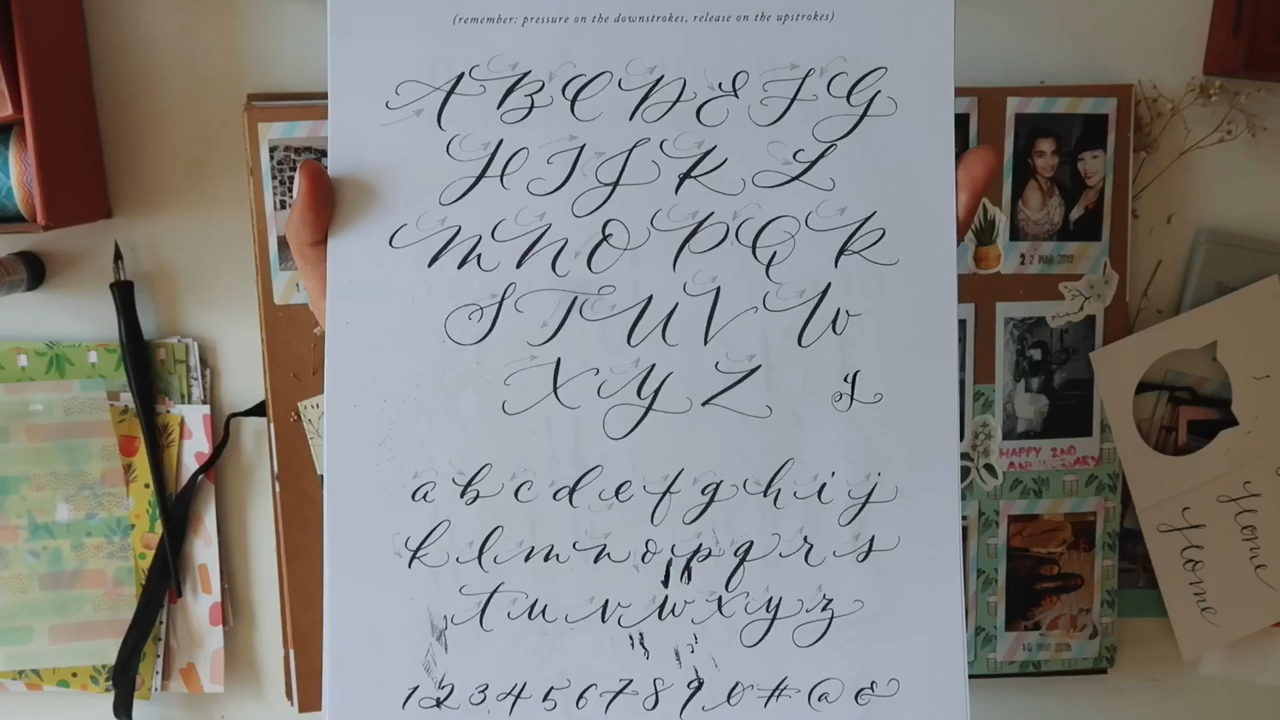 (remember: pressure on the downstrokes, release on the upstrokes)
A B C D E F G
H I J K L
M N O P Q R
S T U V W
X Y Z
a b c d e f g h i j
k l m n o p q r s
t u v w x y z
1 2 3 4 5 6 7 8 9 0 # @ &
22 MAR 2019
HAPPY 2ND
ANNIVERSARY
Home
Home